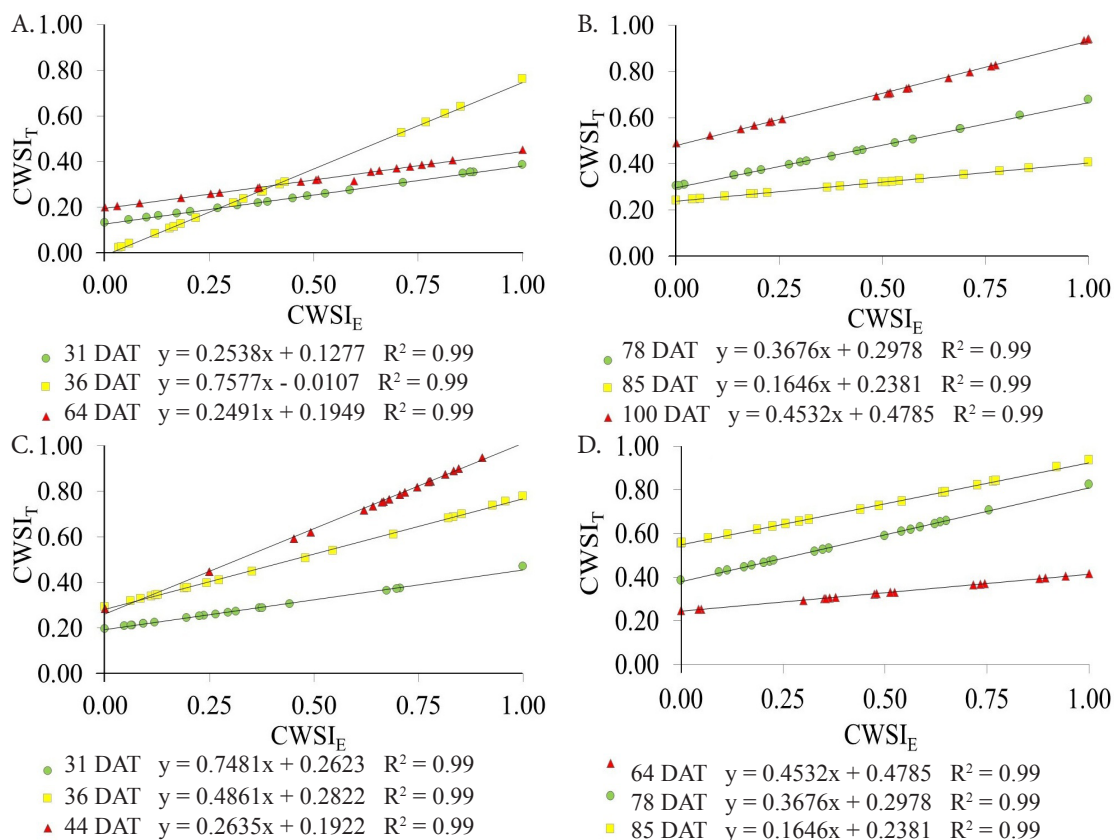 A.
1.00
0.80
0.60
0.40
0.20
0.00
CWSI_T
0.00 0.25 0.50 0.75 1.00
CWSI_E
31 DAT y = 0.2538x + 0.1277 R² = 0.99
36 DAT y = 0.7577x - 0.0107 R² = 0.99
64 DAT y = 0.2491x + 0.1949 R² = 0.99
B.
1.00
0.80
0.60
0.40
0.20
0.00
CWSI_T
0.00 0.25 0.50 0.75 1.00
CWSI_E
78 DAT y = 0.3676x + 0.2978 R² = 0.99
85 DAT y = 0.1646x + 0.2381 R² = 0.99
100 DAT y = 0.4532x + 0.4785 R² = 0.99
C.
1.00
0.80
0.60
0.40
0.20
0.00
CWSI_T
0.00 0.25 0.50 0.75 1.00
CWSI_E
31 DAT y = 0.7481x + 0.2623 R² = 0.99
36 DAT y = 0.4861x + 0.2822 R² = 0.99
44 DAT y = 0.2635x + 0.1922 R² = 0.99
D.
1.00
0.80
0.60
0.40
0.20
0.00
CWSI_T
0.00 0.25 0.50 0.75 1.00
CWSI_E
64 DAT y = 0.4532x + 0.4785 R² = 0.99
78 DAT y = 0.3676x + 0.2978 R² = 0.99
85 DAT y = 0.1646x + 0.2381 R² = 0.99